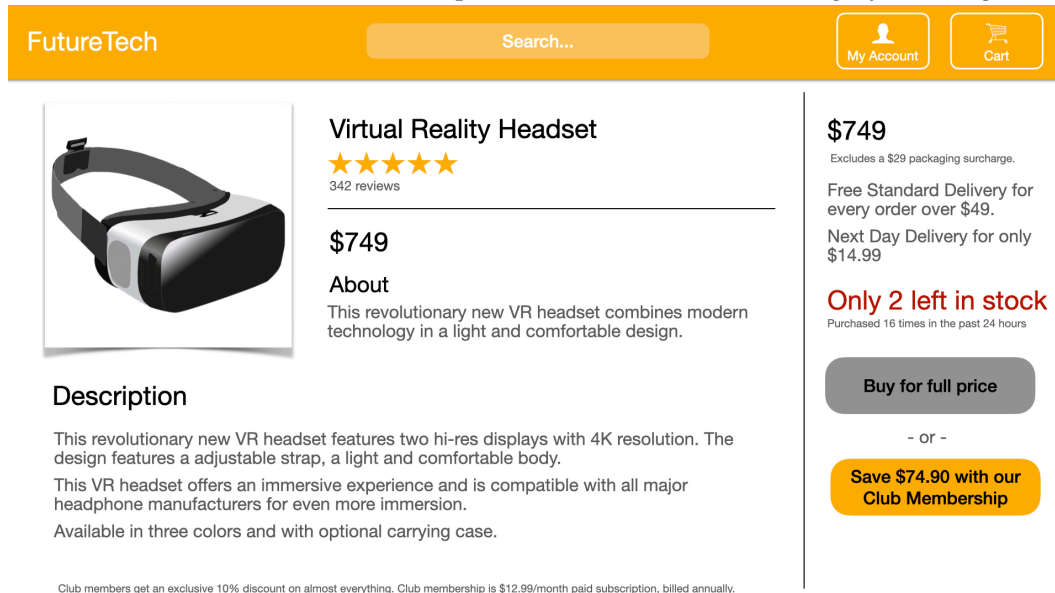 FutureTech
Search...
My Account
Cart
Virtual Reality Headset
342 reviews
$749
About
This revolutionary new VR headset combines modern
technology in a light and comfortable design.
Description
This revolutionary new VR headset features two hi-res displays with 4K resolution. The
design features a adjustable strap, a light and comfortable body.
This VR headset offers an immersive experience and is compatible with all major
headphone manufacturers for even more immersion.
Available in three colors and with optional carrying case.
Club members get an exclusive 10% discount on almost everything. Club membership is $12.99/month paid subscription, billed annually.
$749
Excludes a $29 packaging surcharge.
Free Standard Delivery for
every order over $49.
Next Day Delivery for only
$14.99
Only 2 left in stock
Purchased 16 times in the past 24 hours
Buy for full price
- or -
Save $74.90 with our
Club Membership